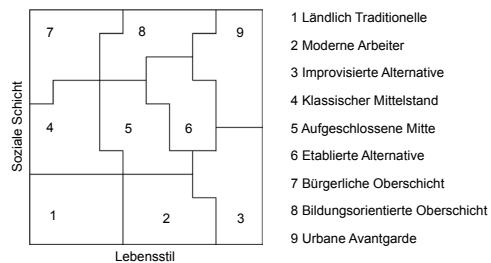 7 8 9
4 5 6
1 2 3
Soziale Schicht
Lebensstil
1 Ländlich Traditionelle
2 Moderne Arbeiter
3 Improvisierte Alternative
4 Klassischer Mittelstand
5 Aufgeschlossene Mitte
6 Etablierte Alternative
7 Bürgerliche Oberschicht
8 Bildungsorientierte Oberschicht
9 Urbane Avantgarde